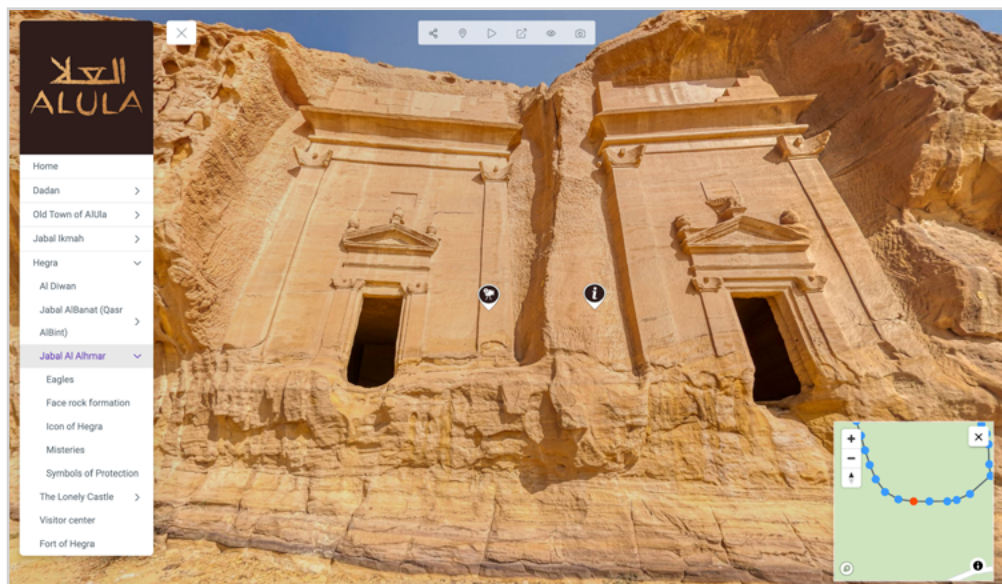 العلا
ALULA
Home
Dadan
Old Town of AlUla
Jabal Ikmah
Hegra
Al Diwan
Jabal AlBanat (Qasr
AlBint)
Jabal Al Alhmar
Eagles
Face rock formation
Icon of Hegra
Misteries
Symbols of Protection
The Lonely Castle
Visitor center
Fort of Hegra